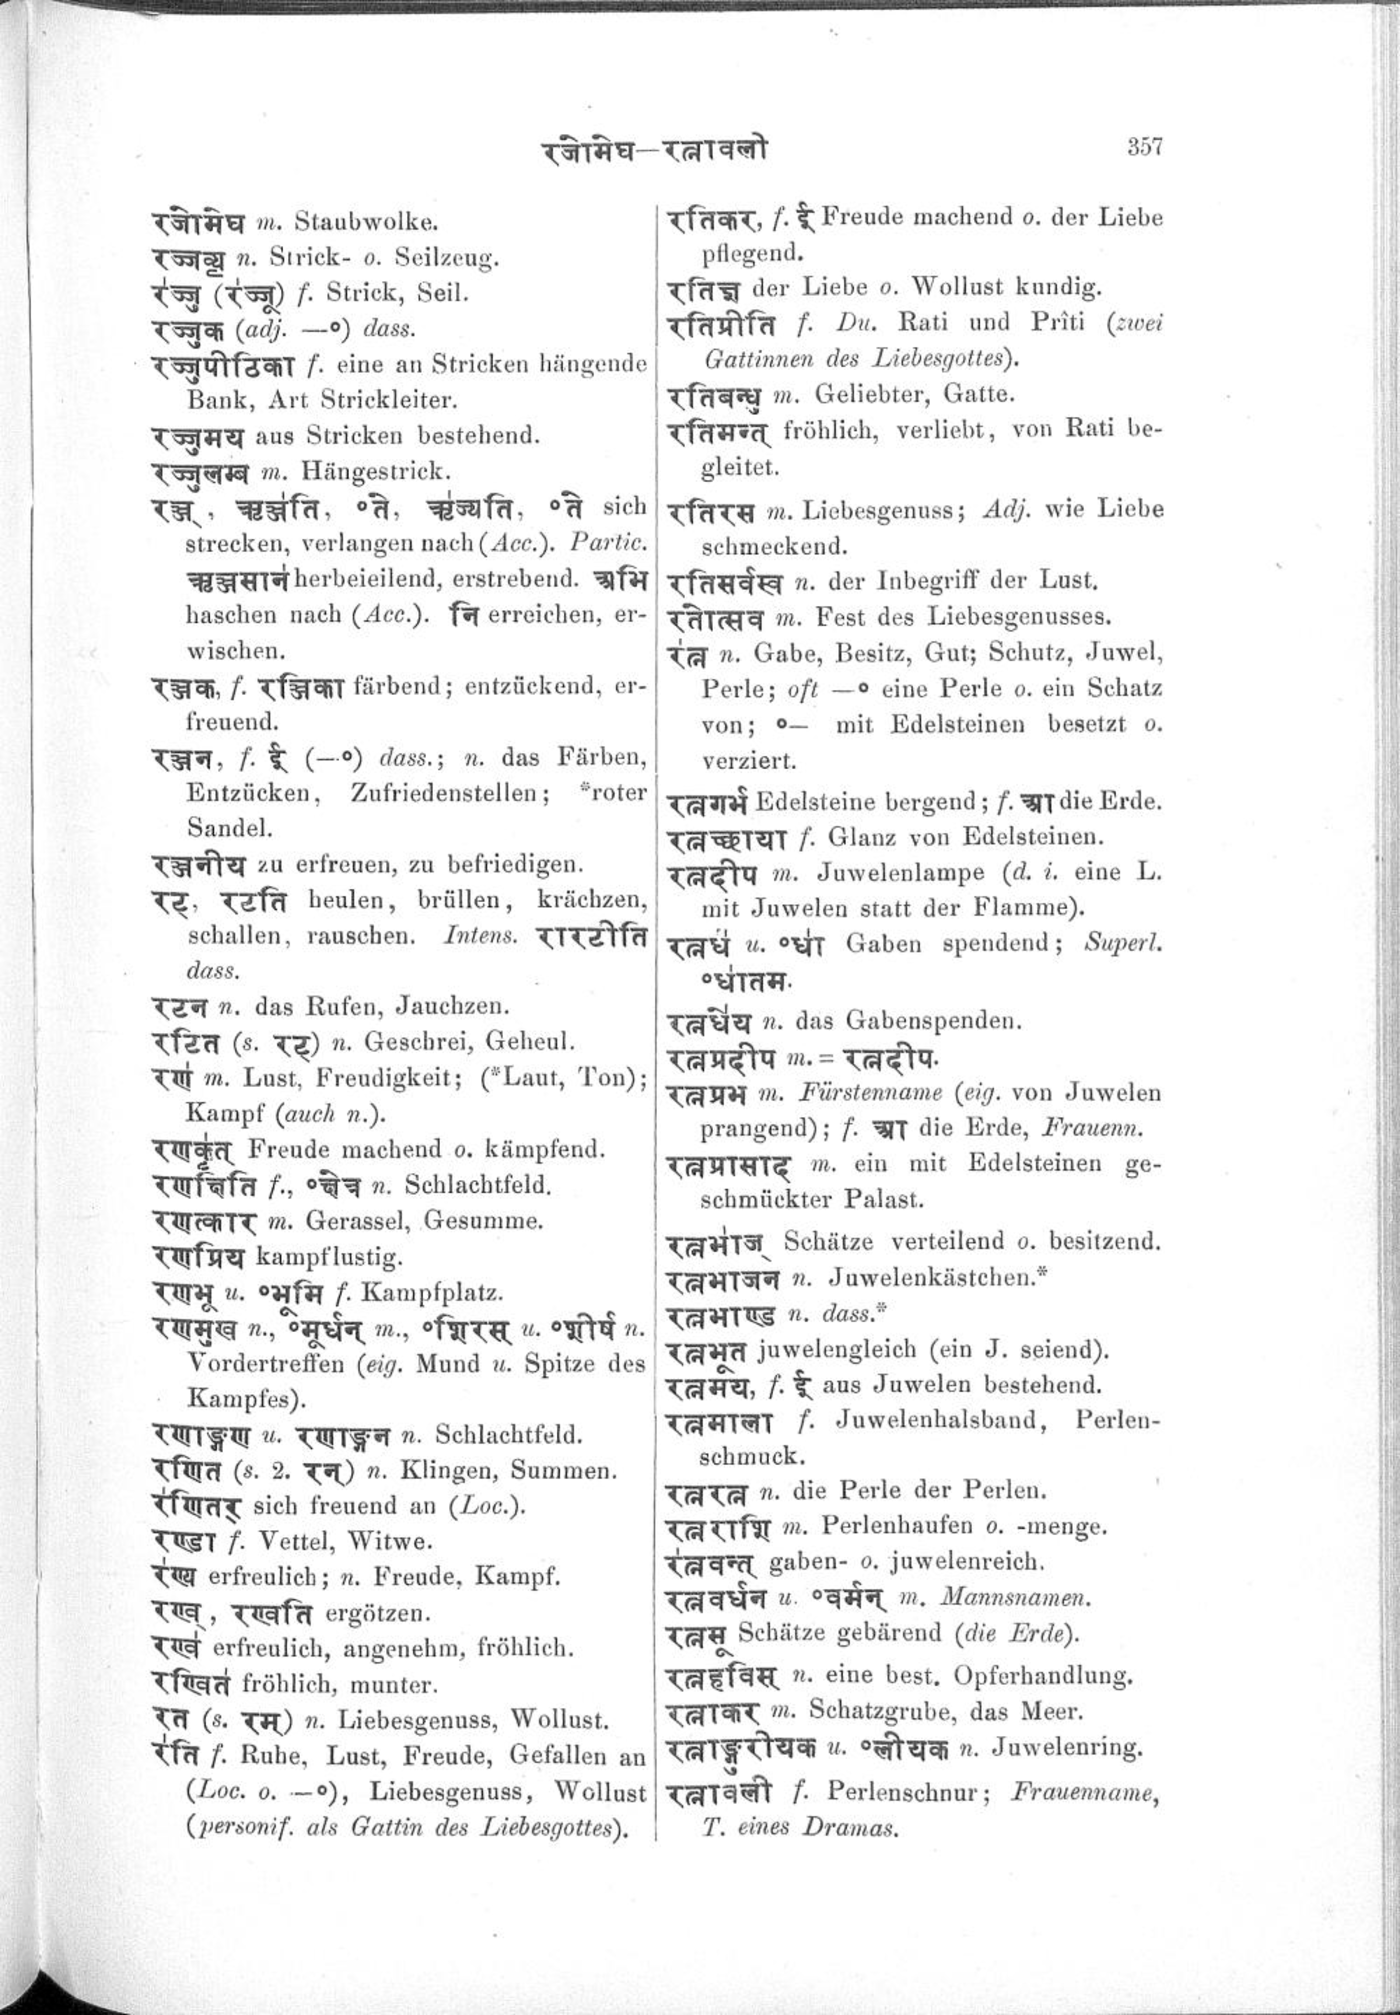 रजोमेघ—रत्नावली 357
रजोमेघ m. Staubwolke.
रज्जव्य n. Strick- o. Seilzeug.
र॑ज्जु (र॑ज्जू) f. Strick, Seil.
रज्जुक (adj. —°) dass.
रज्जुपीठिका f. eine an Stricken hängende
Bank, Art Strickleiter.
रज्जुमय aus Stricken bestehend.
रज्जुलम्ब m. Hängestrick.
रञ्ज्, ऋञ्ज॑ति, °ते, ऋ॑ज्यति, °ते sich
strecken, verlangen nach (Acc.). Partic.
ऋञ्जसान॑ herbeieilend, erstrebend. अभि
haschen nach (Acc.). नि erreichen, er-
wischen.
रञ्जक, f. रञ्जिका färbend; entzückend, er-
freuend.
रञ्जन, f. ई (—°) dass.; n. das Färben,
Entzücken, Zufriedenstellen; *roter
Sandel.
रञ्जनीय zu erfreuen, zu befriedigen.
रट्, रटति heulen, brüllen, krächzen,
schallen, rauschen. Intens. रारटीति
dass.
रटन n. das Rufen, Jauchzen.
रटित (s. रट्) n. Geschrei, Geheul.
रण॑ m. Lust, Freudigkeit; (*Laut, Ton);
Kampf (auch n.).
रणकृ॑त् Freude machend o. kämpfend.
रणक्षिति f., °क्षेत्र n. Schlachtfeld.
रणत्कार m. Gerassel, Gesumme.
रणप्रिय kampflustig.
रणभू u. °भूमि f. Kampfplatz.
रणमुख n., °मूर्धन् m., °शिरस् u. °शीर्ष n.
Vordertreffen (eig. Mund u. Spitze des
Kampfes).
रणाङ्गण u. रणाङ्गन n. Schlachtfeld.
रणित (s. 2. रन्) n. Klingen, Summen.
र॑णितर् sich freuend an (Loc.).
रण्डा f. Vettel, Witwe.
र॑ण्य erfreulich; n. Freude, Kampf.
रण्व्, रण्वति ergötzen.
रण्व॑ erfreulich, angenehm, fröhlich.
रण्वित॑ fröhlich, munter.
रत (s. रम्) n. Liebesgenuss, Wollust.
र॑ति f. Ruhe, Lust, Freude, Gefallen an
(Loc. o. —°), Liebesgenuss, Wollust
(personif. als Gattin des Liebesgottes).
रतिकर, f. ई Freude machend o. der Liebe
pflegend.
रतिज्ञ der Liebe o. Wollust kundig.
रतिप्रीति f. Du. Rati und Prîti (zwei
Gattinnen des Liebesgottes).
रतिबन्धु m. Geliebter, Gatte.
रतिमन्त् fröhlich, verliebt, von Rati be-
gleitet.
रतिरस m. Liebesgenuss; Adj. wie Liebe
schmeckend.
रतिसर्वस्व n. der Inbegriff der Lust.
रतोत्सव m. Fest des Liebesgenusses.
र॑त्न n. Gabe, Besitz, Gut; Schutz, Juwel,
Perle; oft —° eine Perle o. ein Schatz
von; °— mit Edelsteinen besetzt o.
verziert.
रत्नगर्भ Edelsteine bergend; f. आ die Erde.
रत्नच्छाया f. Glanz von Edelsteinen.
रत्नदीप m. Juwelenlampe (d. i. eine L.
mit Juwelen statt der Flamme).
रत्नध॑ u. °धा॑ Gaben spendend; Superl.
°धा॑तम.
रत्नधे॑य n. das Gabenspenden.
रत्नप्रदीप m. = रत्नदीप.
रत्नप्रभ m. Fürstenname (eig. von Juwelen
prangend); f. आ die Erde, Frauenn.
रत्नप्रासाद m. ein mit Edelsteinen ge-
schmückter Palast.
रत्नभा॑ज् Schätze verteilend o. besitzend.
रत्नभाजन n. Juwelenkästchen.*
रत्नभाण्ड n. dass.*
रत्नभूत juwelengleich (ein J. seiend).
रत्नमय, f. ई aus Juwelen bestehend.
रत्नमाला f. Juwelenhalsband, Perlen-
schmuck.
रत्नरत्न n. die Perle der Perlen.
रत्नराशि m. Perlenhaufen o. -menge.
र॑त्नवन्त् gaben- o. juwelenreich.
रत्नवर्धन u. °वर्मन् m. Mannsnamen.
रत्नसू Schätze gebärend (die Erde).
रत्नहविस् n. eine best. Opferhandlung.
रत्नाकर m. Schatzgrube, das Meer.
रत्नाङ्गुरीयक u. °लीयक n. Juwelenring.
रत्नावली f. Perlenschnur; Frauenname,
T. eines Dramas.